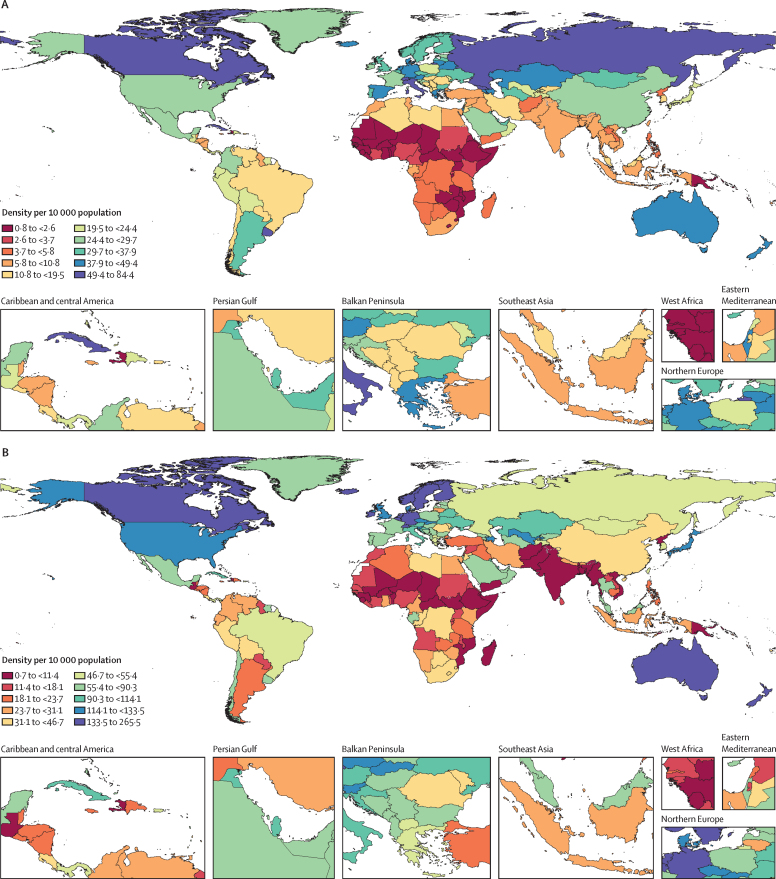 A
Density per 10 000 population
0·8 to <2·6
2·6 to <3·7
3·7 to <5·8
5·8 to <10·8
10·8 to <19·5
19·5 to <24·4
24·4 to <29·7
29·7 to <37·9
37·9 to <49·4
49·4 to 84·4
Caribbean and central America
Persian Gulf
Balkan Peninsula
Southeast Asia
West Africa
Eastern
Mediterranean
Northern Europe
B
Density per 10 000 population
0·7 to <11·4
11·4 to <18·1
18·1 to <23·7
23·7 to <31·1
31·1 to <46·7
46·7 to <55·4
55·4 to <90·3
90·3 to <114·1
114·1 to <133·5
133·5 to 265·5
Caribbean and central America
Persian Gulf
Balkan Peninsula
Southeast Asia
West Africa
Eastern
Mediterranean
Northern Europe